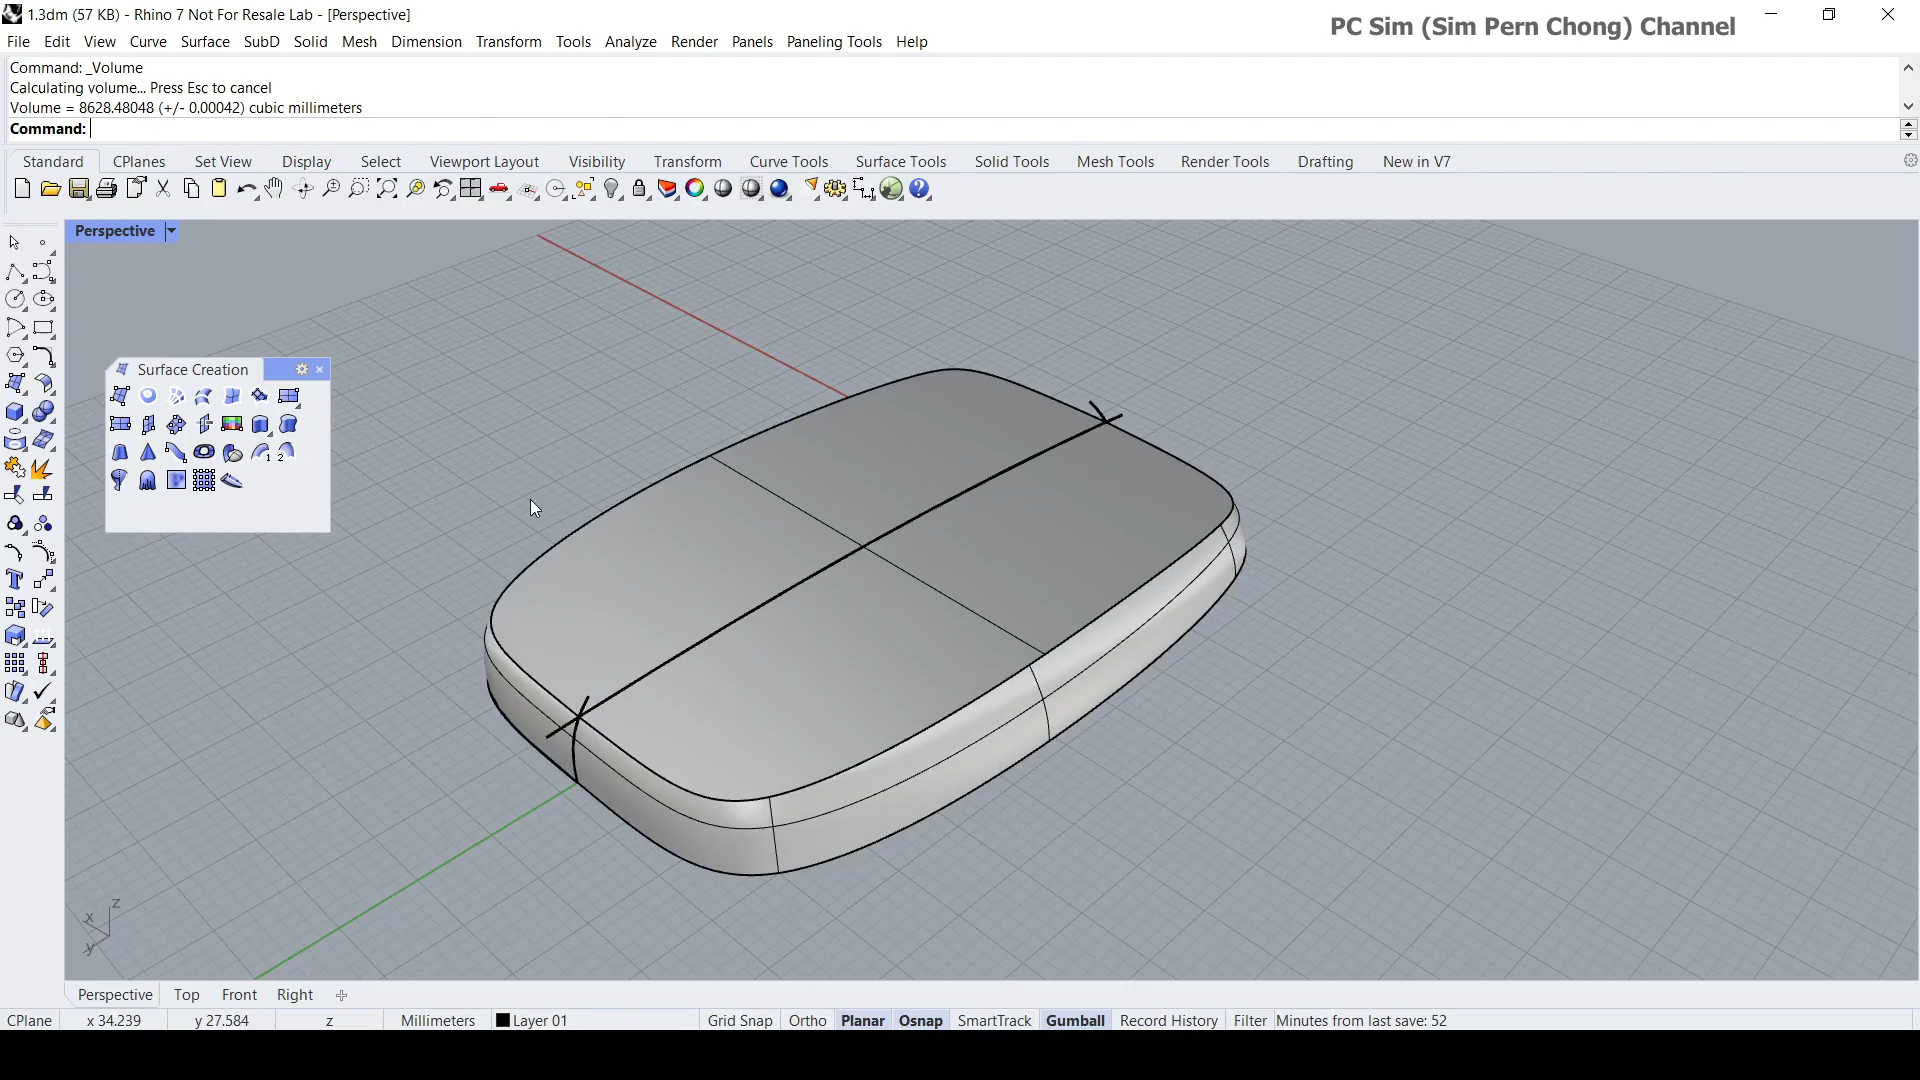 1.3dm (57 KB) - Rhino 7 Not For Resale Lab - [Perspective]
PC Sim (Sim Pern Chong) Channel
File Edit View Curve Surface SubD Solid Mesh Dimension Transform Tools Analyze Render Panels Paneling Tools Help
Command: _Volume
Calculating volume... Press Esc to cancel
Volume = 8628.48048 (+/- 0.00042) cubic millimeters
Command:
Standard CPlanes Set View Display Select Viewport Layout Visibility Transform Curve Tools Surface Tools Solid Tools Mesh Tools Render Tools Drafting New in V7
Perspective
Surface Creation
1 2
z
x
y
Perspective Top Front Right
CPlane x 34.239 y 27.584 z Millimeters Layer 01 Grid Snap Ortho Planar Osnap SmartTrack Gumball Record History Filter Minutes from last save: 52